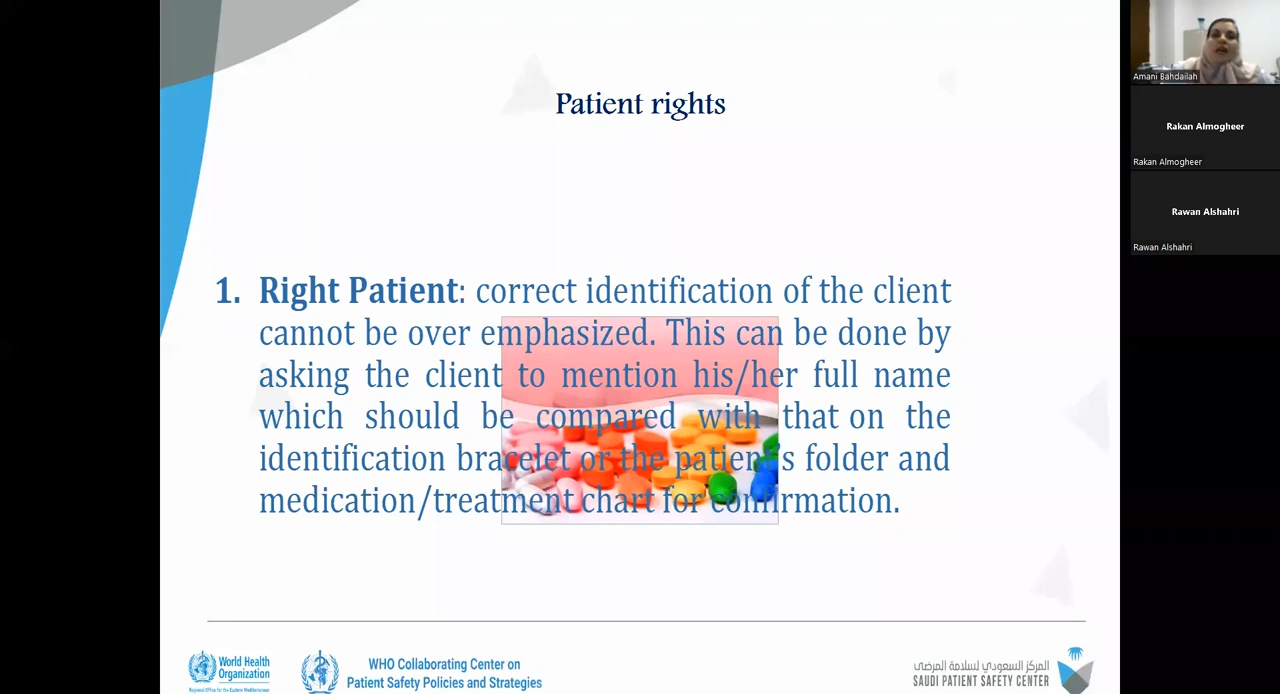 Patient rights
1. Right Patient: correct identification of the client
cannot be over emphasized. This can be done by
asking the client to mention his/her full name
which should be compared with that on the
identification bracelet or the patient's folder and
medication/treatment chart for confirmation.
World Health
Organization
Regional Office for the Eastern Mediterranean
WHO Collaborating Center on
Patient Safety Policies and Strategies
المركز السعودي لسلامة المرضى
SAUDI PATIENT SAFETY CENTER
Amani Bahdailah
Rakan Almogheer
Rakan Almogheer
Rawan Alshahri
Rawan Alshahri